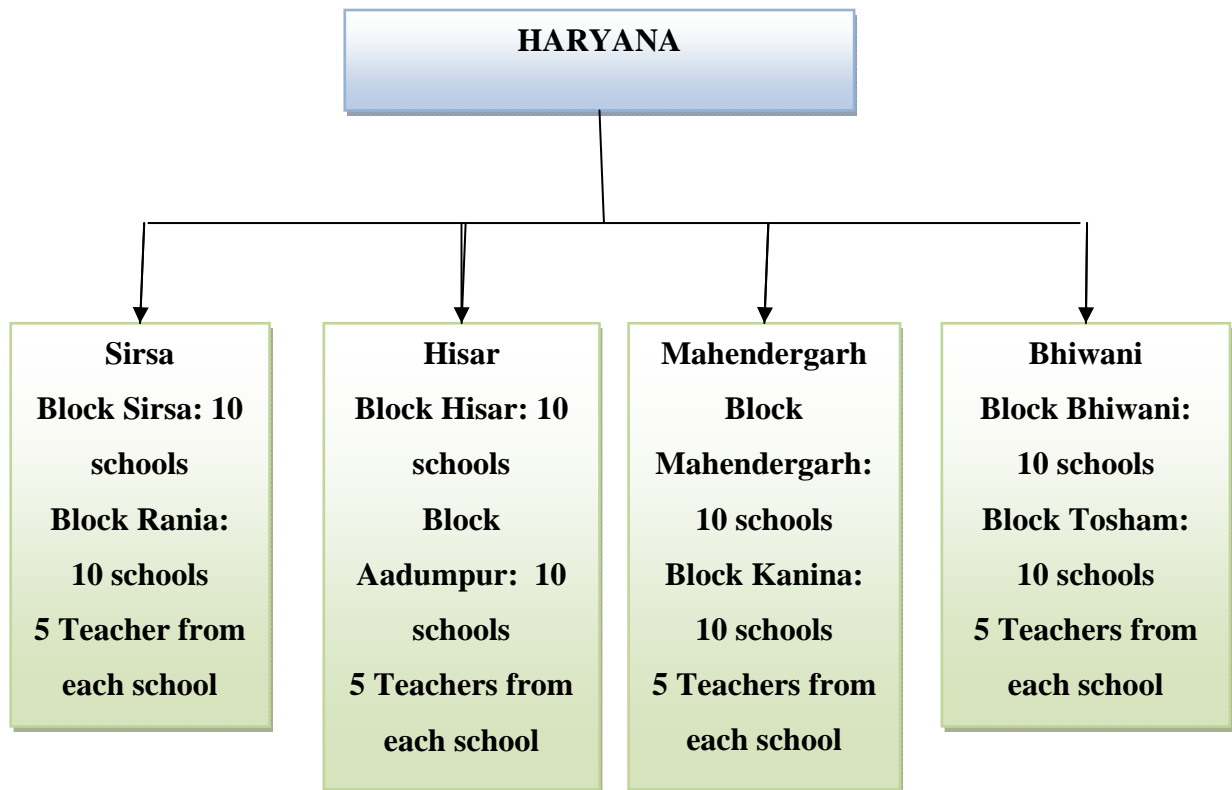 HARYANA
Sirsa
Block Sirsa: 10
schools
Block Rania:
10 schools
5 Teacher from
each school
Hisar
Block Hisar: 10
schools
Block
Aadumpur: 10
schools
5 Teachers from
each school
Mahendergarh
Block
Mahendergarh:
10 schools
Block Kanina:
10 schools
5 Teachers from
each school
Bhiwani
Block Bhiwani:
10 schools
Block Tosham:
10 schools
5 Teachers from
each school